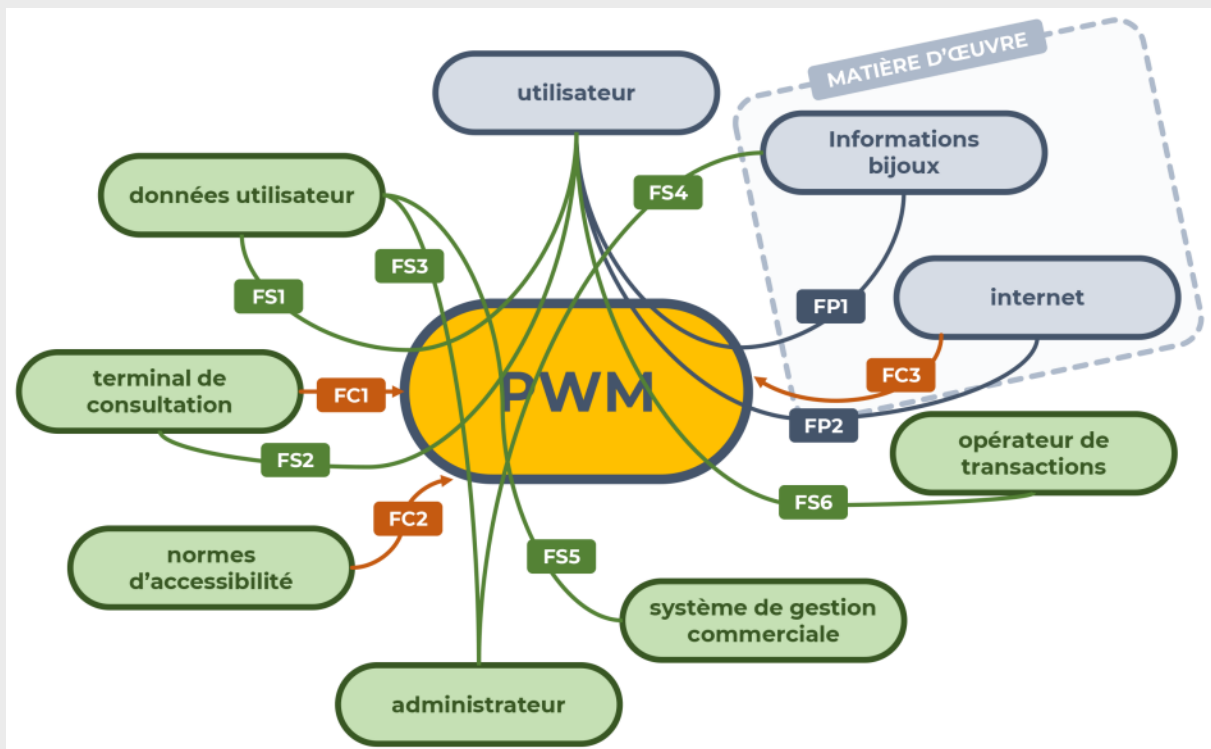 MATIÈRE D’ŒUVRE
utilisateur
Informations
bijoux
données utilisateur
FS4
FS3
FS1
FP1
internet
terminal de
consultation
FC1
PWM
FC3
FP2
opérateur de
transactions
FS2
FS6
FC2
normes
d’accessibilité
FS5
système de gestion
commerciale
administrateur